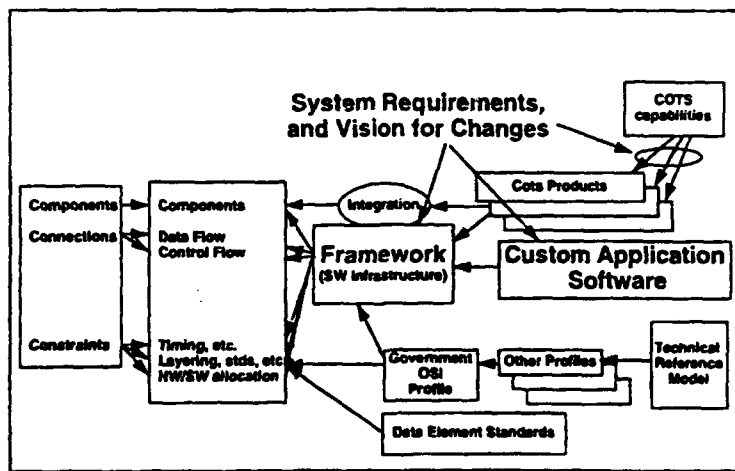 System Requirements,
and Vision for Changes
COTS
capabilities
Components
Connections
Constraints
Components
Data Flow
Control Flow
Timing, etc.
Layering, stds, etc
HW/SW allocation
Integration
Cots Products
Framework
(SW Infrastructure)
Custom Application
Software
Government
OSI
Profile
Other Profiles
Technical
Reference
Model
Data Element Standards